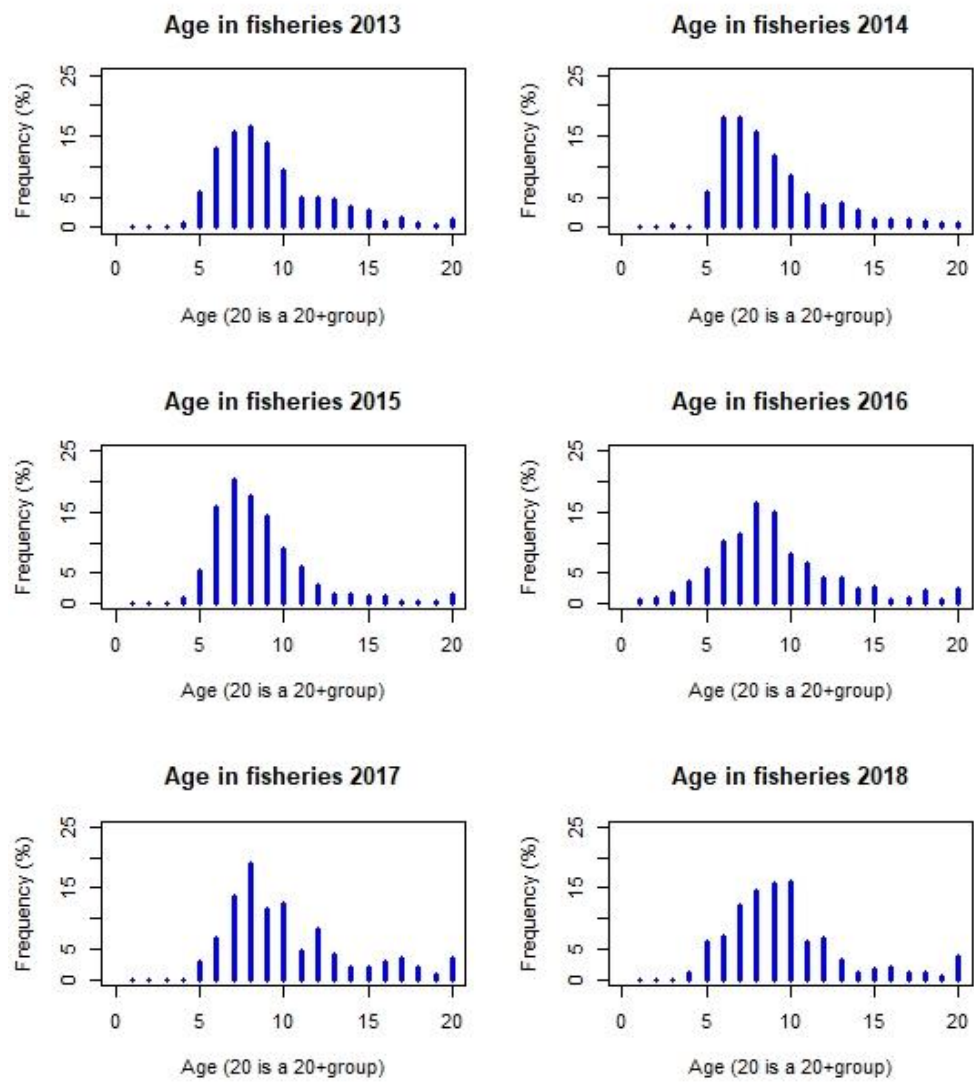 Age in fisheries 2013
Frequency (%)
25
15
5
0
0 5 10 15 20
Age (20 is a 20+group)
Age in fisheries 2014
Frequency (%)
25
15
5
0
0 5 10 15 20
Age (20 is a 20+group)
Age in fisheries 2015
Frequency (%)
25
15
5
0
0 5 10 15 20
Age (20 is a 20+group)
Age in fisheries 2016
Frequency (%)
25
15
5
0
0 5 10 15 20
Age (20 is a 20+group)
Age in fisheries 2017
Frequency (%)
25
15
5
0
0 5 10 15 20
Age (20 is a 20+group)
Age in fisheries 2018
Frequency (%)
25
15
5
0
0 5 10 15 20
Age (20 is a 20+group)